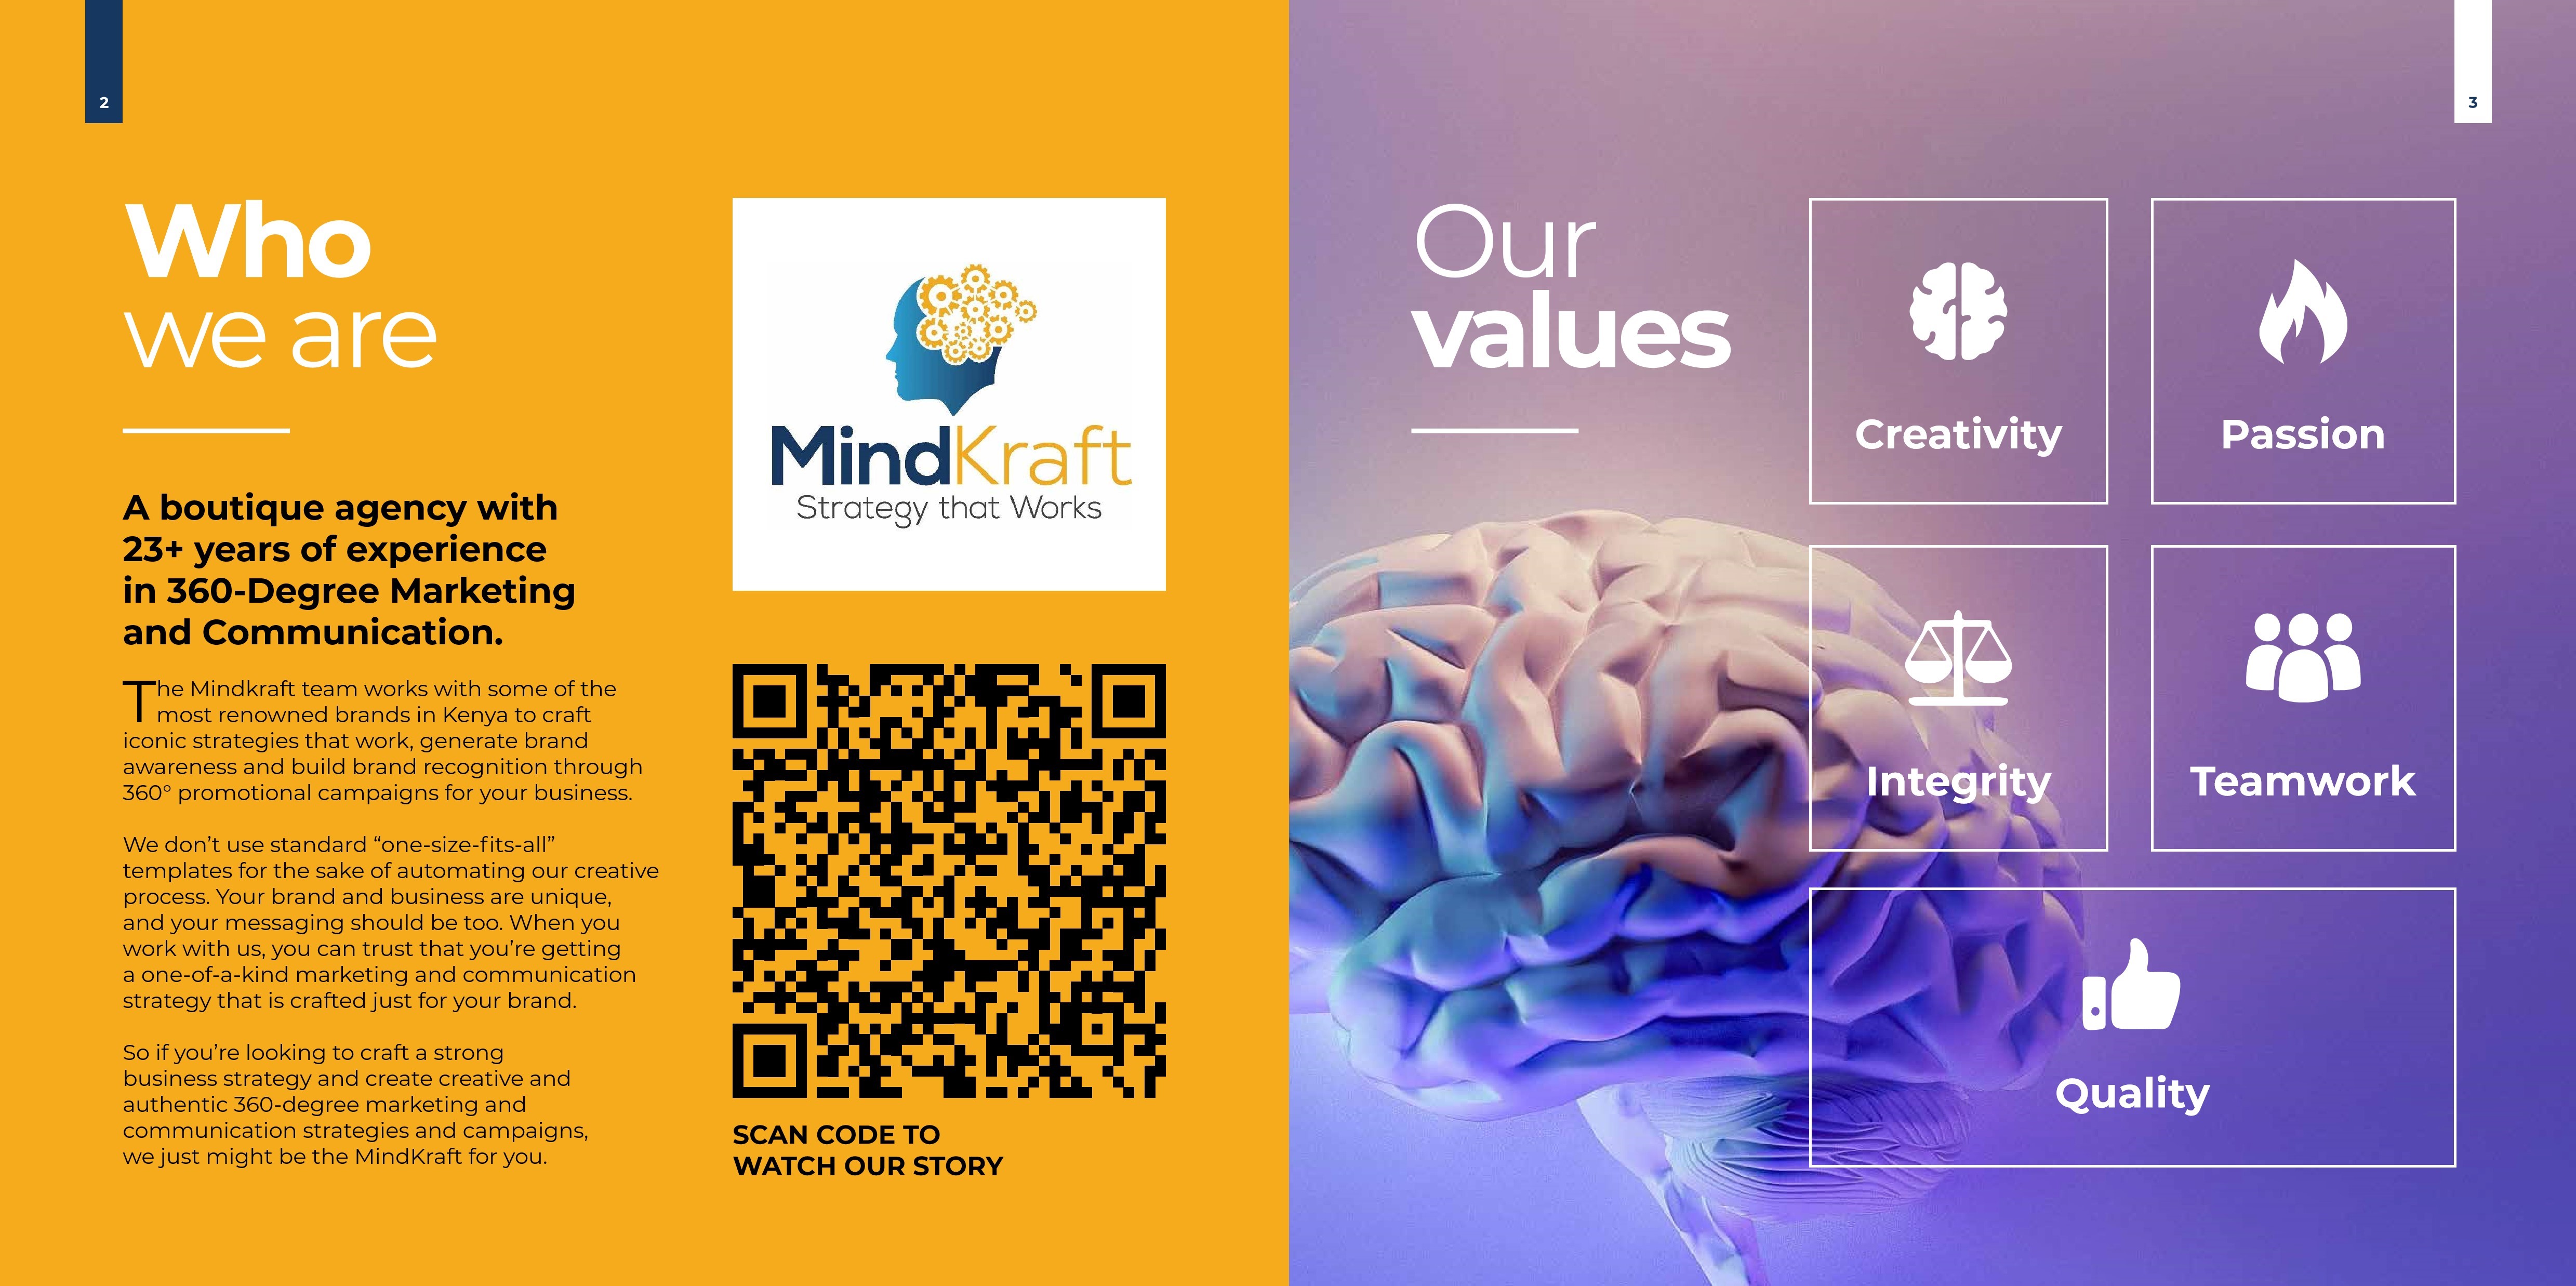 2
Who
we are
A boutique agency with
23+ years of experience
in 360-Degree Marketing
and Communication.
The Mindkraft team works with some of the
most renowned brands in Kenya to craft
iconic strategies that work, generate brand
awareness and build brand recognition through
360° promotional campaigns for your business.
We don’t use standard “one-size-fits-all”
templates for the sake of automating our creative
process. Your brand and business are unique,
and your messaging should be too. When you
work with us, you can trust that you’re getting
a one-of-a-kind marketing and communication
strategy that is crafted just for your brand.
So if you’re looking to craft a strong
business strategy and create creative and
authentic 360-degree marketing and
communication strategies and campaigns,
we just might be the MindKraft for you.
MindKraft
Strategy that Works
SCAN CODE TO
WATCH OUR STORY
3
Our
values
Creativity
Passion
Integrity
Teamwork
Quality